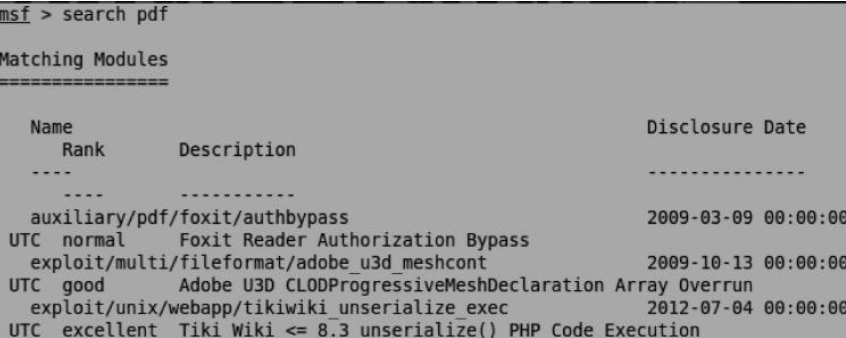 msf > search pdf
Matching Modules
================
Name Disclosure Date
Rank Description
---- ---------------
---- -----------
auxiliary/pdf/foxit/authbypass 2009-03-09 00:00:00
UTC normal Foxit Reader Authorization Bypass
exploit/multi/fileformat/adobe_u3d_meshcont 2009-10-13 00:00:00
UTC good Adobe U3D CLODProgressiveMeshDeclaration Array Overrun
exploit/unix/webapp/tikiwiki_unserialize_exec 2012-07-04 00:00:00
UTC excellent Tiki Wiki <= 8.3 unserialize() PHP Code Execution